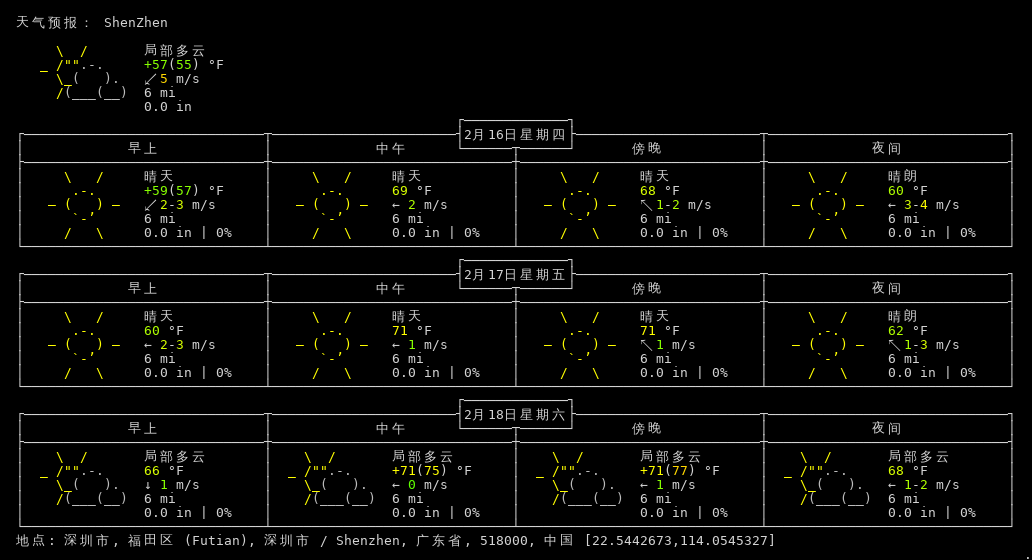 天气预报： ShenZhen
局部多云
+57(55) °F
↙ 5 m/s
6 mi
0.0 in
2月16日星期四
早上 中午 傍晚 夜间
晴天 晴天 晴天 晴朗
+59(57) °F 69 °F 68 °F 60 °F
↙ 2-3 m/s ← 2 m/s ↖ 1-2 m/s ← 3-4 m/s
6 mi 6 mi 6 mi 6 mi
0.0 in | 0% 0.0 in | 0% 0.0 in | 0% 0.0 in | 0%
2月17日星期五
早上 中午 傍晚 夜间
晴天 晴天 晴天 晴朗
60 °F 71 °F 71 °F 62 °F
← 2-3 m/s ← 1 m/s ↖ 1 m/s ↖ 1-3 m/s
6 mi 6 mi 6 mi 6 mi
0.0 in | 0% 0.0 in | 0% 0.0 in | 0% 0.0 in | 0%
2月18日星期六
早上 中午 傍晚 夜间
局部多云 局部多云 局部多云 局部多云
66 °F +71(75) °F +71(77) °F 68 °F
↓ 1 m/s ← 0 m/s ← 1 m/s ← 1-2 m/s
6 mi 6 mi 6 mi 6 mi
0.0 in | 0% 0.0 in | 0% 0.0 in | 0% 0.0 in | 0%
地点: 深圳市, 福田区 (Futian), 深圳市 / Shenzhen, 广东省, 518000, 中国 [22.5442673,114.0545327]